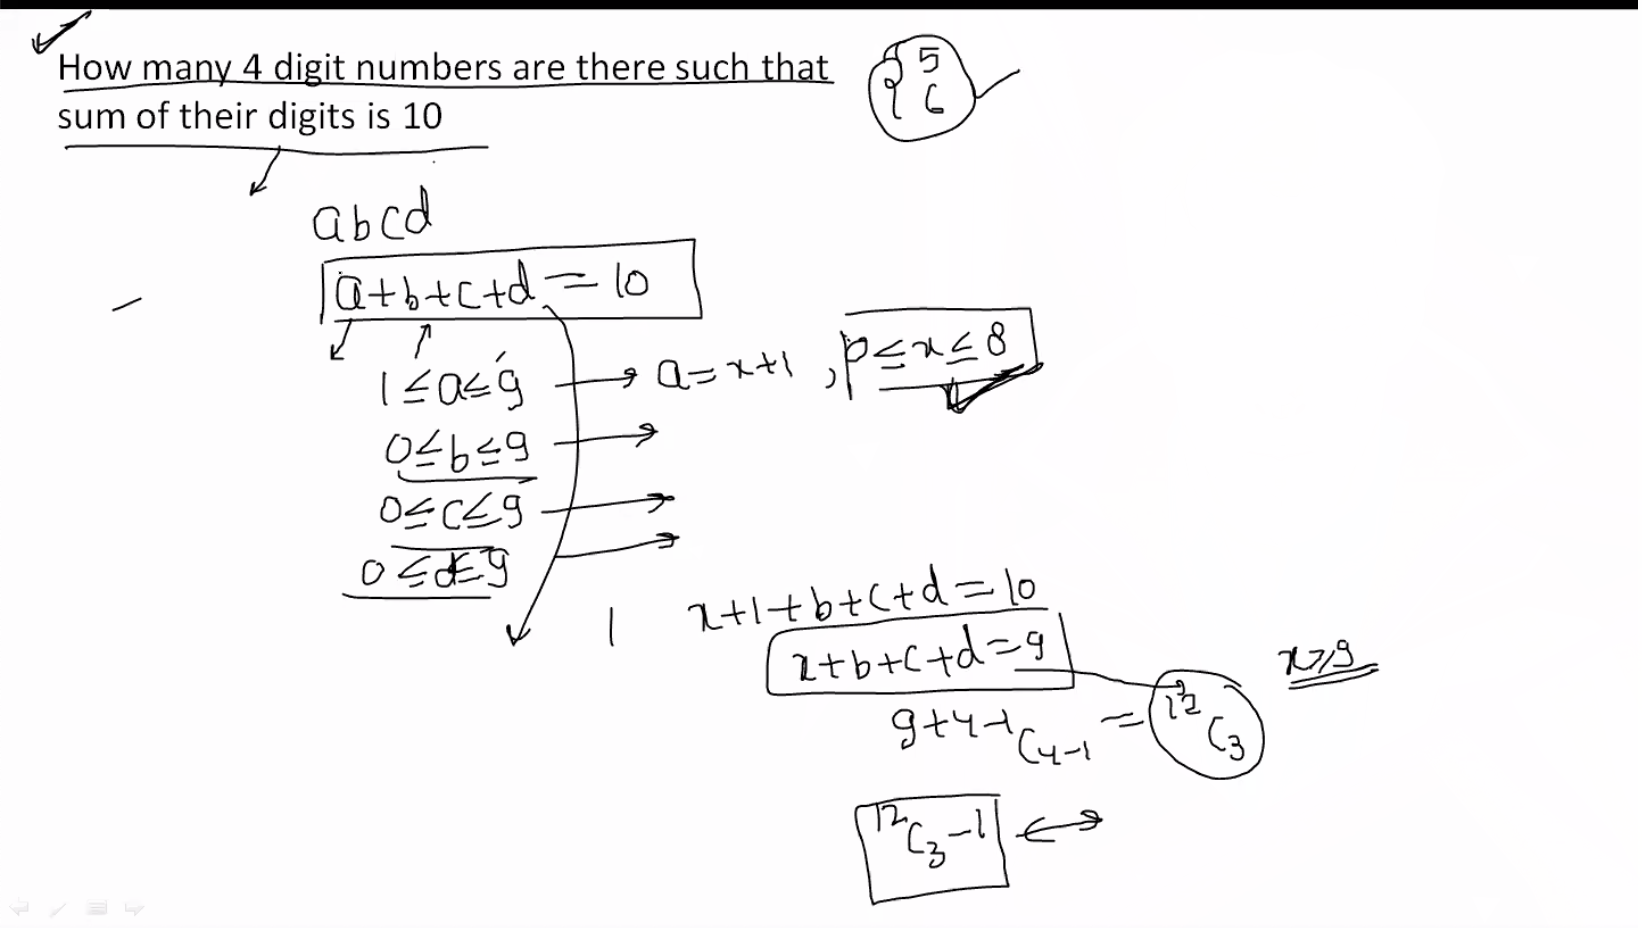 How many 4 digit numbers are there such that
sum of their digits is 10
5
6
abcd
a+b+c+d = 10
1 ≤ a ≤ 9 → a = x+1 , 0 ≤ x ≤ 8
0 ≤ b ≤ 9 →
0 ≤ c ≤ 9 →
0 ≤ d ≤ 9 →
x+1+b+c+d = 10
x+b+c+d = 9
x ≥ 9
9+4-1C4-1 = 12C3
12C3 - 1